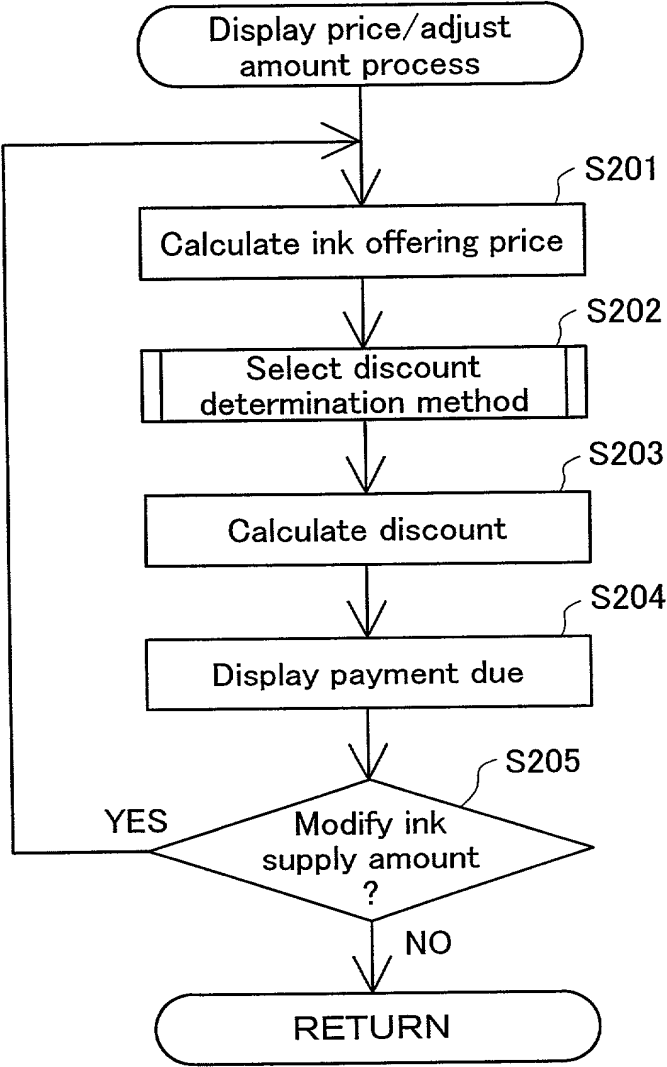 Display price/adjust
amount process
S201
Calculate ink offering price
S202
Select discount
determination method
S203
Calculate discount
S204
Display payment due
S205
YES
Modify ink
supply amount
?
NO
RETURN